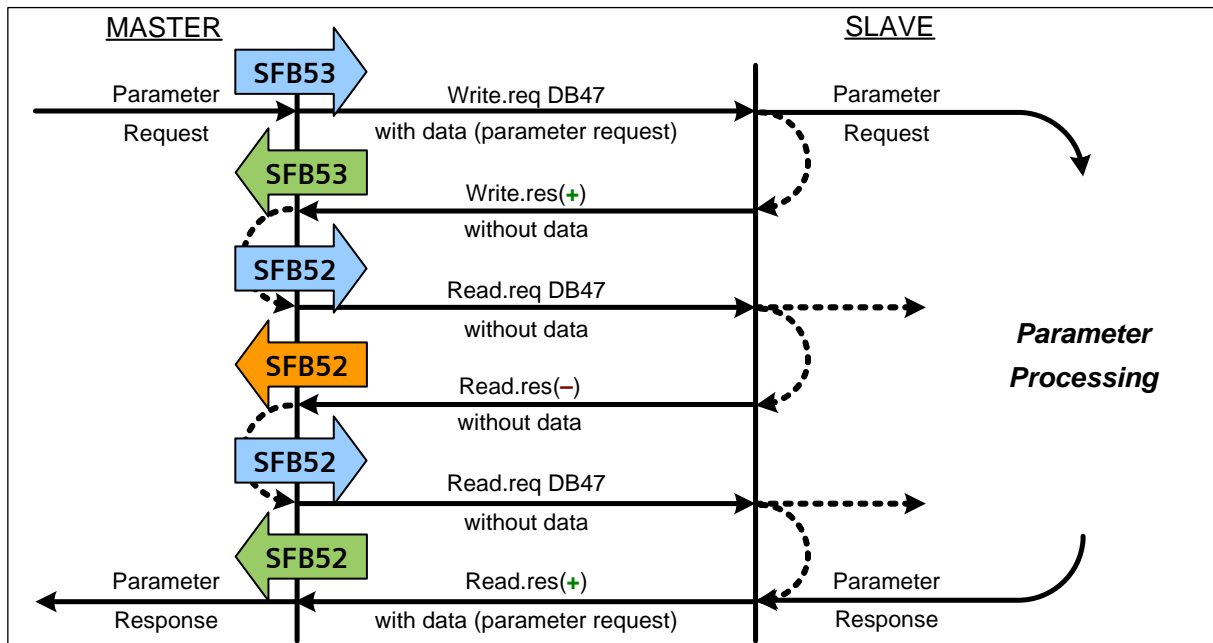 MASTER
SLAVE
SFB53
Parameter
Write.req DB47
Parameter
Request
with data (parameter request)
Request
SFB53
Write.res(+)
without data
SFB52
Read.req DB47
without data
Parameter
Processing
SFB52
Read.res(–)
without data
SFB52
Read.req DB47
without data
SFB52
Parameter
Read.res(+)
Parameter
Response
with data (parameter request)
Response